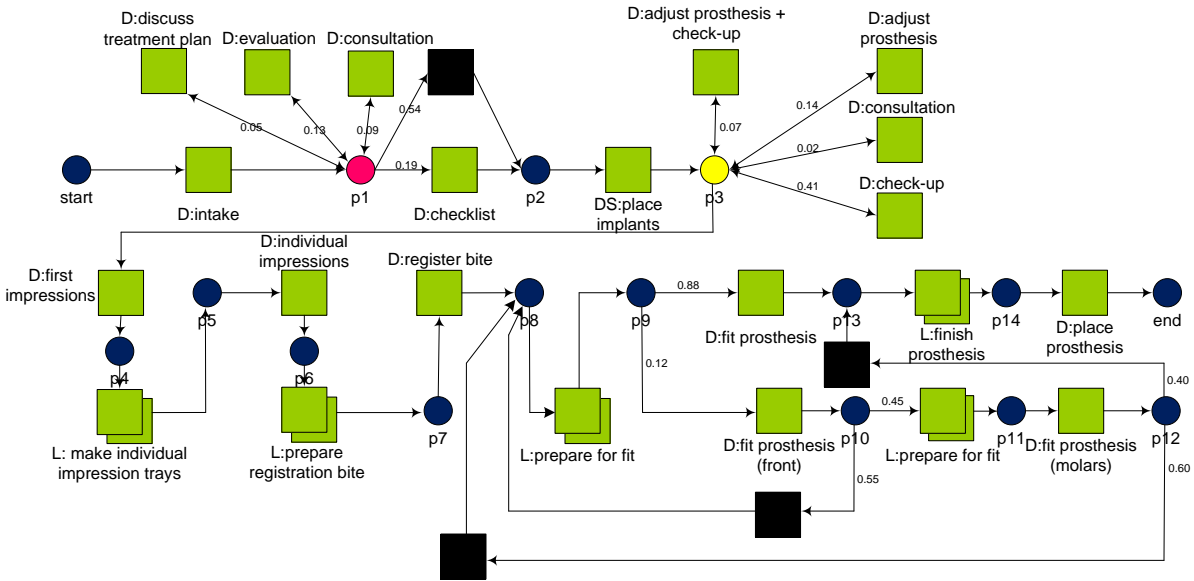 D:discuss
treatment plan
D:evaluation
D:consultation
D:adjust prosthesis +
check-up
D:adjust
prosthesis
0.05
0.13
0.09
0.54
0.07
0.14
D:consultation
0.02
0.19
0.41
start
D:intake
p1
D:checklist
p2
DS:place
implants
p3
D:check-up
D:first
impressions
D:individual
impressions
D:register bite
p5
p8
p9
0.88
D:fit prosthesis
p13
L:finish
prosthesis
p14
D:place
prosthesis
end
p4
p6
0.12
0.40
L: make individual
impression trays
L:prepare
registration bite
p7
L:prepare for fit
D:fit prosthesis
(front)
p10
0.45
L:prepare for fit
p11
D:fit prosthesis
(molars)
p12
0.55
0.60